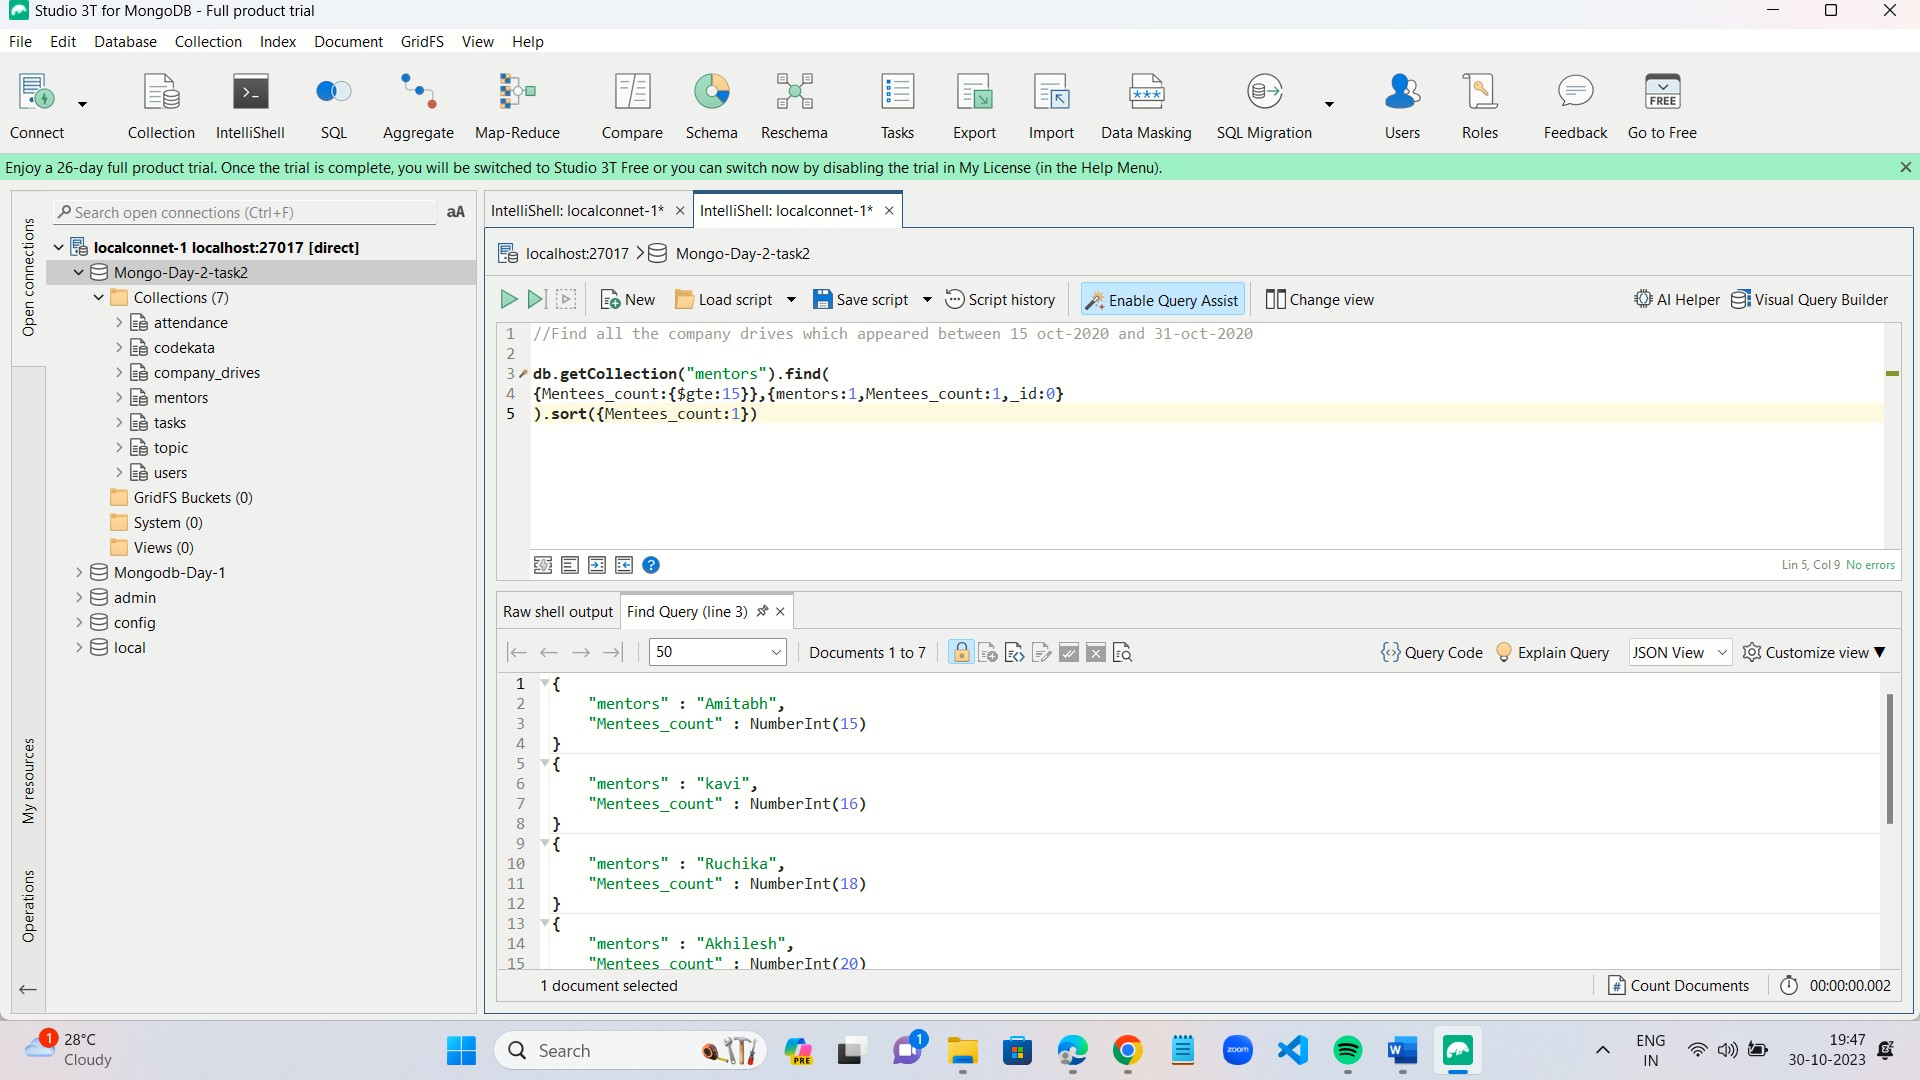 Studio 3T for MongoDB - Full product trial
File Edit Database Collection Index Document GridFS View Help
Connect Collection IntelliShell SQL Aggregate Map-Reduce Compare Schema Reschema Tasks Export Import Data Masking SQL Migration Users Roles Feedback Go to Free
Enjoy a 26-day full product trial. Once the trial is complete, you will be switched to Studio 3T Free or you can switch now by disabling the trial in My License (in the Help Menu).
Open connections
My resources
Operations
Search open connections (Ctrl+F) aA
localconnet-1 localhost:27017 [direct]
Mongo-Day-2-task2
Collections (7)
attendance
codekata
company_drives
mentors
tasks
topic
users
GridFS Buckets (0)
System (0)
Views (0)
Mongodb-Day-1
admin
config
local
IntelliShell: localconnet-1* IntelliShell: localconnet-1*
localhost:27017 Mongo-Day-2-task2
New Load script Save script Script history Enable Query Assist Change view AI Helper Visual Query Builder
1 //Find all the company drives which appeared between 15 oct-2020 and 31-oct-2020
2
3 db.getCollection("mentors").find(
4 {Mentees_count:{$gte:15}},{mentors:1,Mentees_count:1,_id:0}
5 ).sort({Mentees_count:1})
Lin 5, Col 9 No errors
Raw shell output Find Query (line 3)
50 Documents 1 to 7 Query Code Explain Query JSON View Customize view
1 {
2 "mentors" : "Amitabh",
3 "Mentees_count" : NumberInt(15)
4 }
5 {
6 "mentors" : "kavi",
7 "Mentees_count" : NumberInt(16)
8 }
9 {
10 "mentors" : "Ruchika",
11 "Mentees_count" : NumberInt(18)
12 }
13 {
14 "mentors" : "Akhilesh",
15 "Mentees_count" : NumberInt(20)
1 document selected Count Documents 00:00:00.002
1 28°C
Cloudy
Search PRE 1 zoom
ENG
IN
19:47
30-10-2023